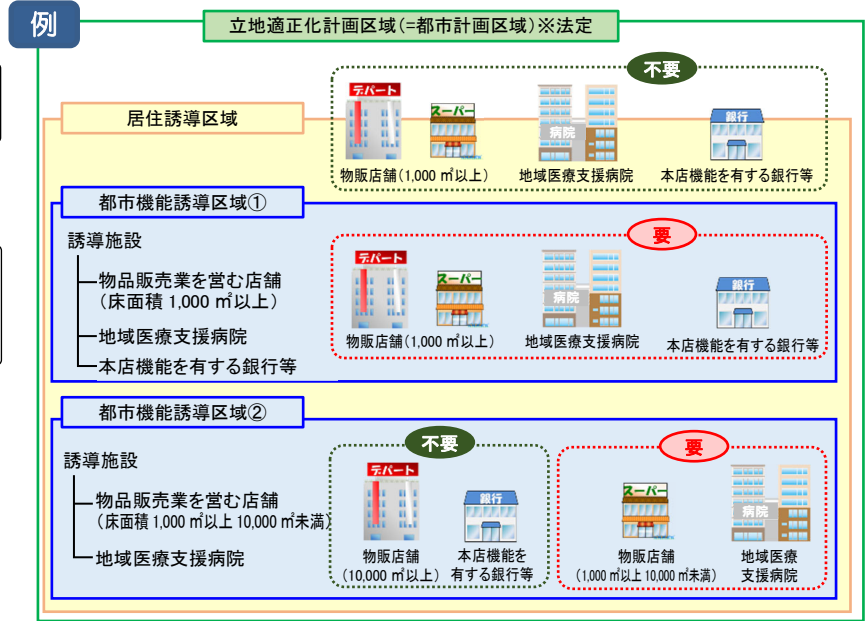 例
立地適正化計画区域(=都市計画区域)※法定
不要
居住誘導区域
デパート
スーパー
病院
銀行
物販店舗(1,000 ㎡以上)
地域医療支援病院
本店機能を有する銀行等
都市機能誘導区域①
誘導施設
物品販売業を営む店舗
(床面積 1,000 ㎡以上)
地域医療支援病院
本店機能を有する銀行等
要
デパート
スーパー
病院
銀行
物販店舗(1,000 ㎡以上)
地域医療支援病院
本店機能を有する銀行等
都市機能誘導区域②
誘導施設
物品販売業を営む店舗
(床面積 1,000 ㎡以上 10,000 ㎡未満)
地域医療支援病院
不要
デパート
銀行
物販店舗
(10,000 ㎡以上)
本店機能を
有する銀行等
要
スーパー
病院
物販店舗
(1,000 ㎡以上 10,000 ㎡未満)
地域医療
支援病院